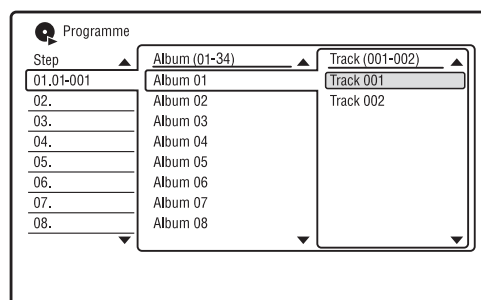 Programme
Step
01.01-001
02.
03.
04.
05.
06.
07.
08.
Album (01-34)
Album 01
Album 02
Album 03
Album 04
Album 05
Album 06
Album 07
Album 08
Track (001-002)
Track 001
Track 002